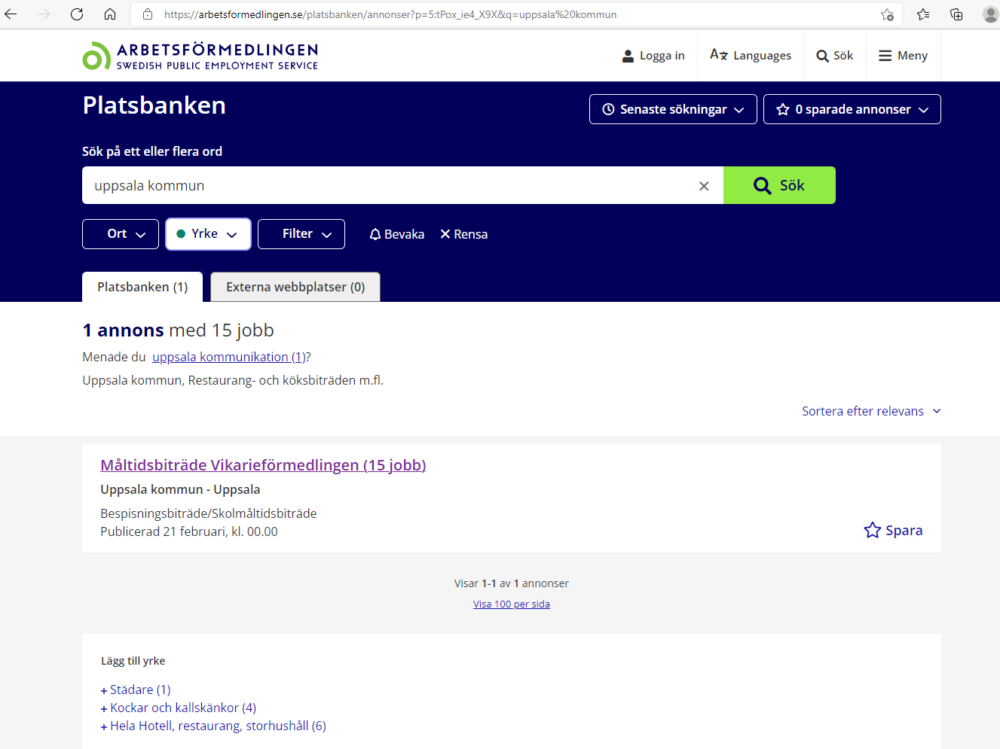 https://arbetsformedlingen.se/platsbanken/annonser?p=5:tPox_ie4_X9X&q=uppsala%20kommun
ARBETSFÖRMEDLINGEN
SWEDISH PUBLIC EMPLOYMENT SERVICE
Logga in
Languages
Sök
Meny
Platsbanken
Senaste sökningar
0 sparade annonser
Sök på ett eller flera ord
uppsala kommun
Sök
Ort
Yrke
Filter
Bevaka
Rensa
Platsbanken (1)
Externa webbplatser (0)
1 annons med 15 jobb
Menade du uppsala kommunikation (1)?
Uppsala kommun, Restaurang- och köksbiträden m.fl.
Sortera efter relevans
Måltidsbiträde Vikarieförmedlingen (15 jobb)
Uppsala kommun - Uppsala
Bespisningsbiträde/Skolmåltidsbiträde
Publicerad 21 februari, kl. 00.00
Spara
Visar 1-1 av 1 annonser
Visa 100 per sida
Lägg till yrke
+ Städare (1)
+ Kockar och kallskänkor (4)
+ Hela Hotell, restaurang, storhushåll (6)